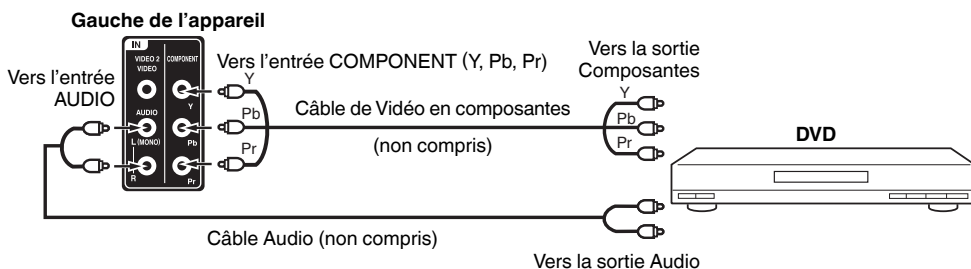 Gauche de l'appareil
IN
VIDEO 2
VIDEO
COMPONENT
Y
AUDIO
L (MONO)
Pb
R
Pr
Vers l'entrée
AUDIO
Vers l'entrée COMPONENT (Y, Pb, Pr)
Y
Pb
Pr
Câble de Vidéo en composantes
(non compris)
Vers la sortie
Composantes
Y
Pb
Pr
DVD
Câble Audio (non compris)
Vers la sortie Audio